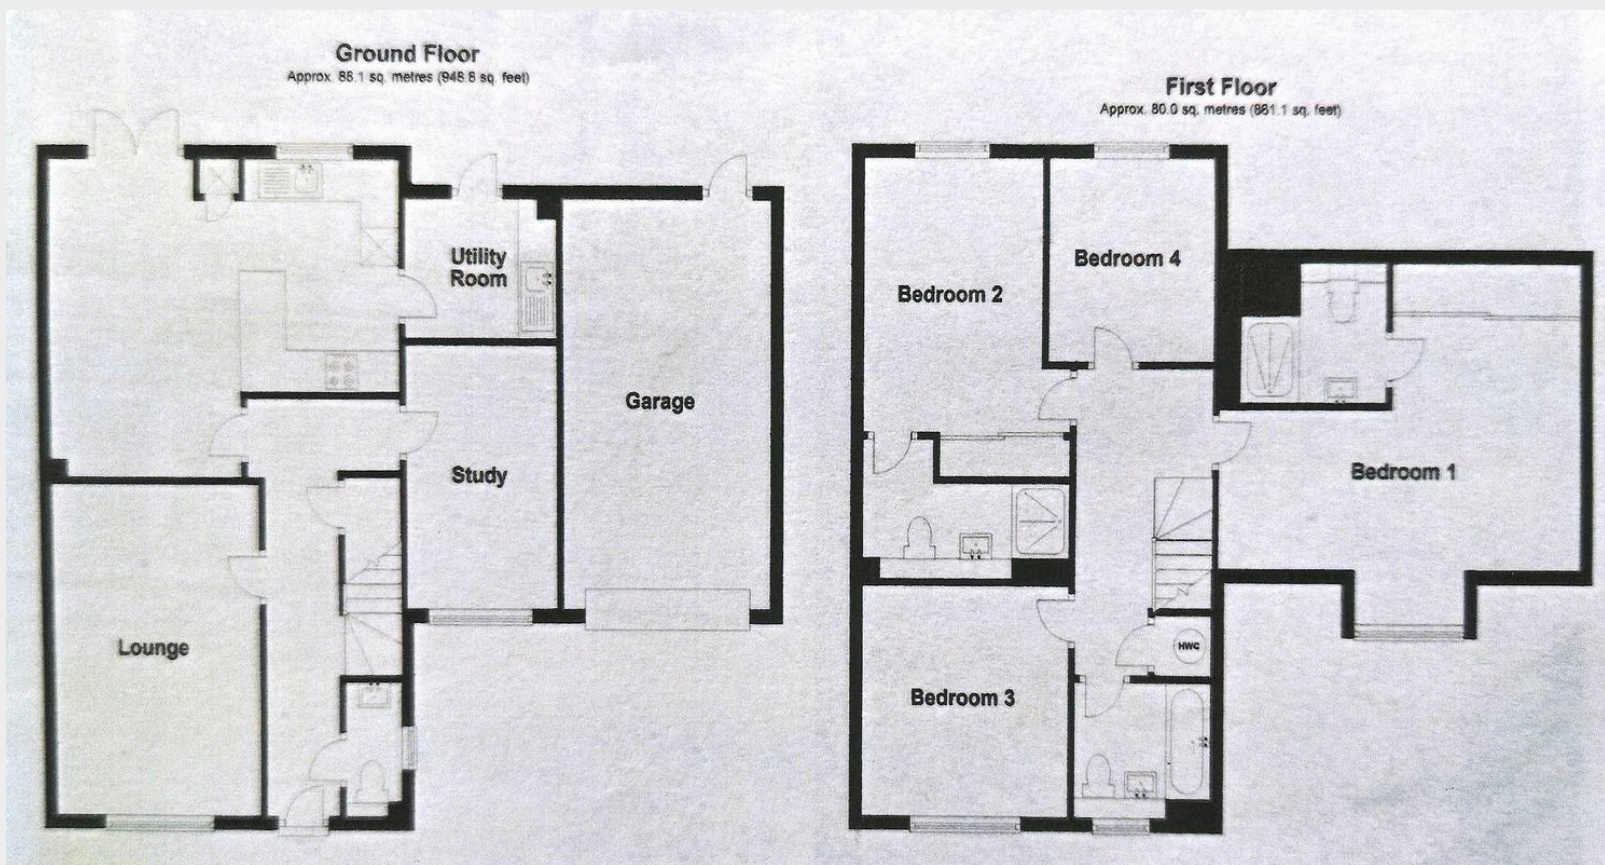 Ground Floor
Approx. 88.1 sq. metres (948.8 sq. feet)
Utility
Room
Garage
Study
Lounge
First Floor
Approx. 80.0 sq. metres (861.1 sq. feet)
Bedroom 4
Bedroom 2
Bedroom 1
HWC
Bedroom 3